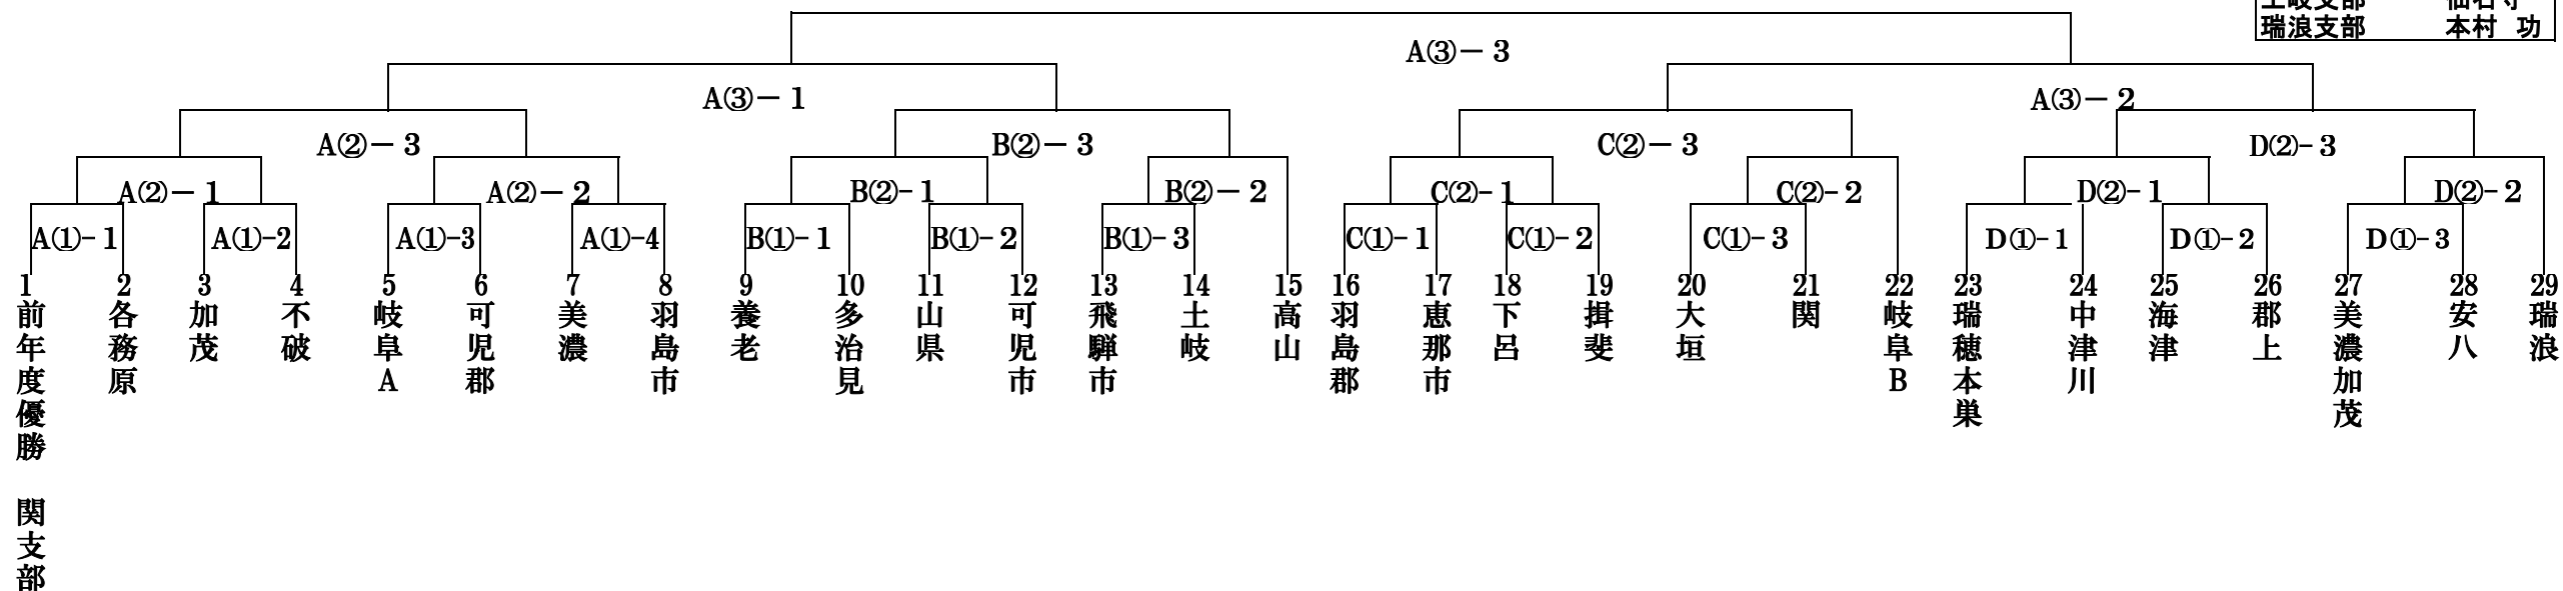 瑞浪支部 本村 功
A③-3
A③-1
A③-2
A②-3
B②-3
C②-3
D②-3
A②-1
A②-2
B②-1
B②-2
C②-1
C②-2
D②-1
D②-2
A①-1
A①-2
A①-3
A①-4
B①-1
B①-2
B①-3
C①-1
C①-2
C①-3
D①-1
D①-2
D①-3
1 前年度優勝 関支部
2 各務原
3 加茂
4 不破
5 岐阜A
6 可児郡
7 美濃
8 羽島市
9 養老
10 多治見
11 山県
12 可児市
13 飛騨市
14 土岐
15 高山
16 羽島郡
17 恵那市
18 下呂
19 揖斐
20 大垣
21 関
22 岐阜B
23 瑞穂本巣
24 中津川
25 海津
26 郡上
27 美濃加茂
28 安八
29 瑞浪